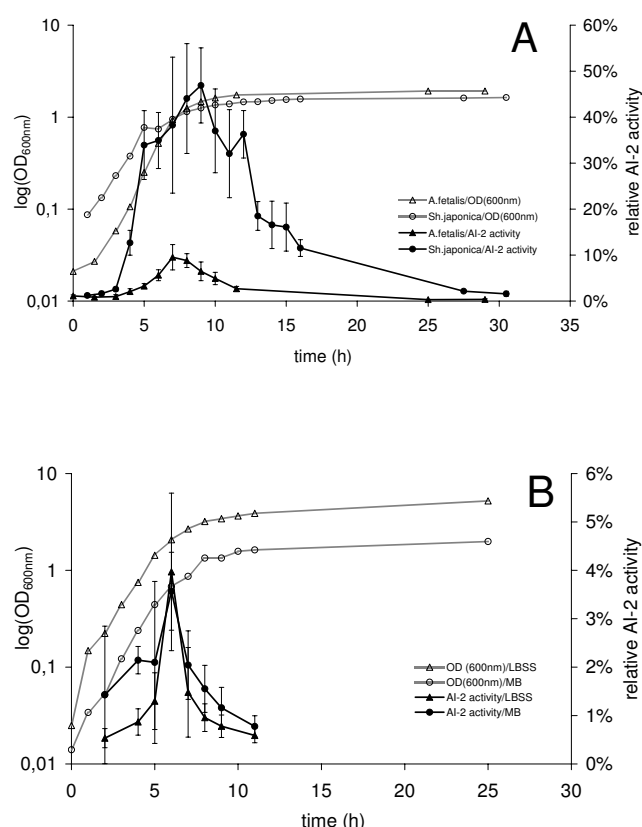 A
10
1
0,1
0,01
log(OD600nm)
60%
50%
40%
30%
20%
10%
0%
relative AI-2 activity
A.fetalis/OD(600nm)
Sh.japonica/OD(600nm)
A.fetalis/AI-2 activity
Sh.japonica/AI-2 activity
0 5 10 15 20 25 30 35
time (h)
B
10
1
0,1
0,01
log(OD600nm)
6%
5%
4%
3%
2%
1%
0%
relative AI-2 activity
OD (600nm)/LBSS
OD(600nm)/MB
AI-2 activity/LBSS
AI-2 activity/MB
0 5 10 15 20 25 30
time (h)